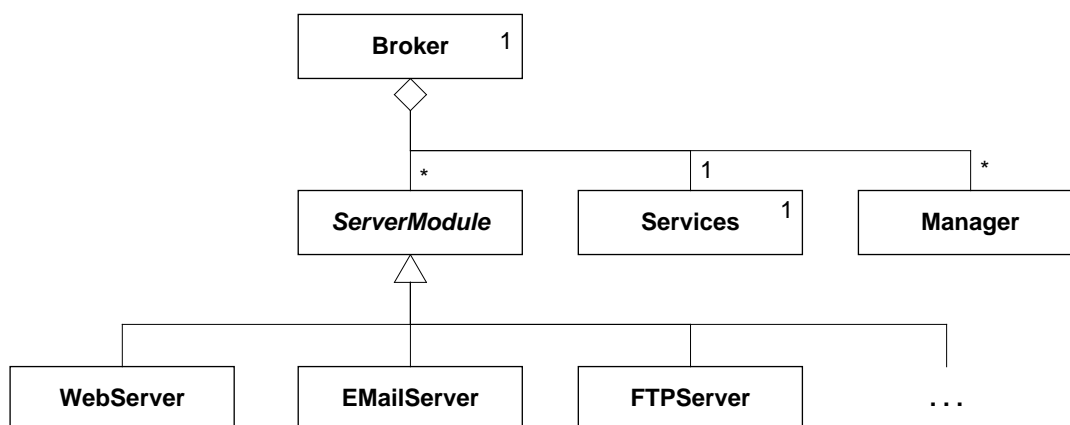 Broker 1
* 1 *
ServerModule Services 1 Manager
WebServer EMailServer FTPServer . . .